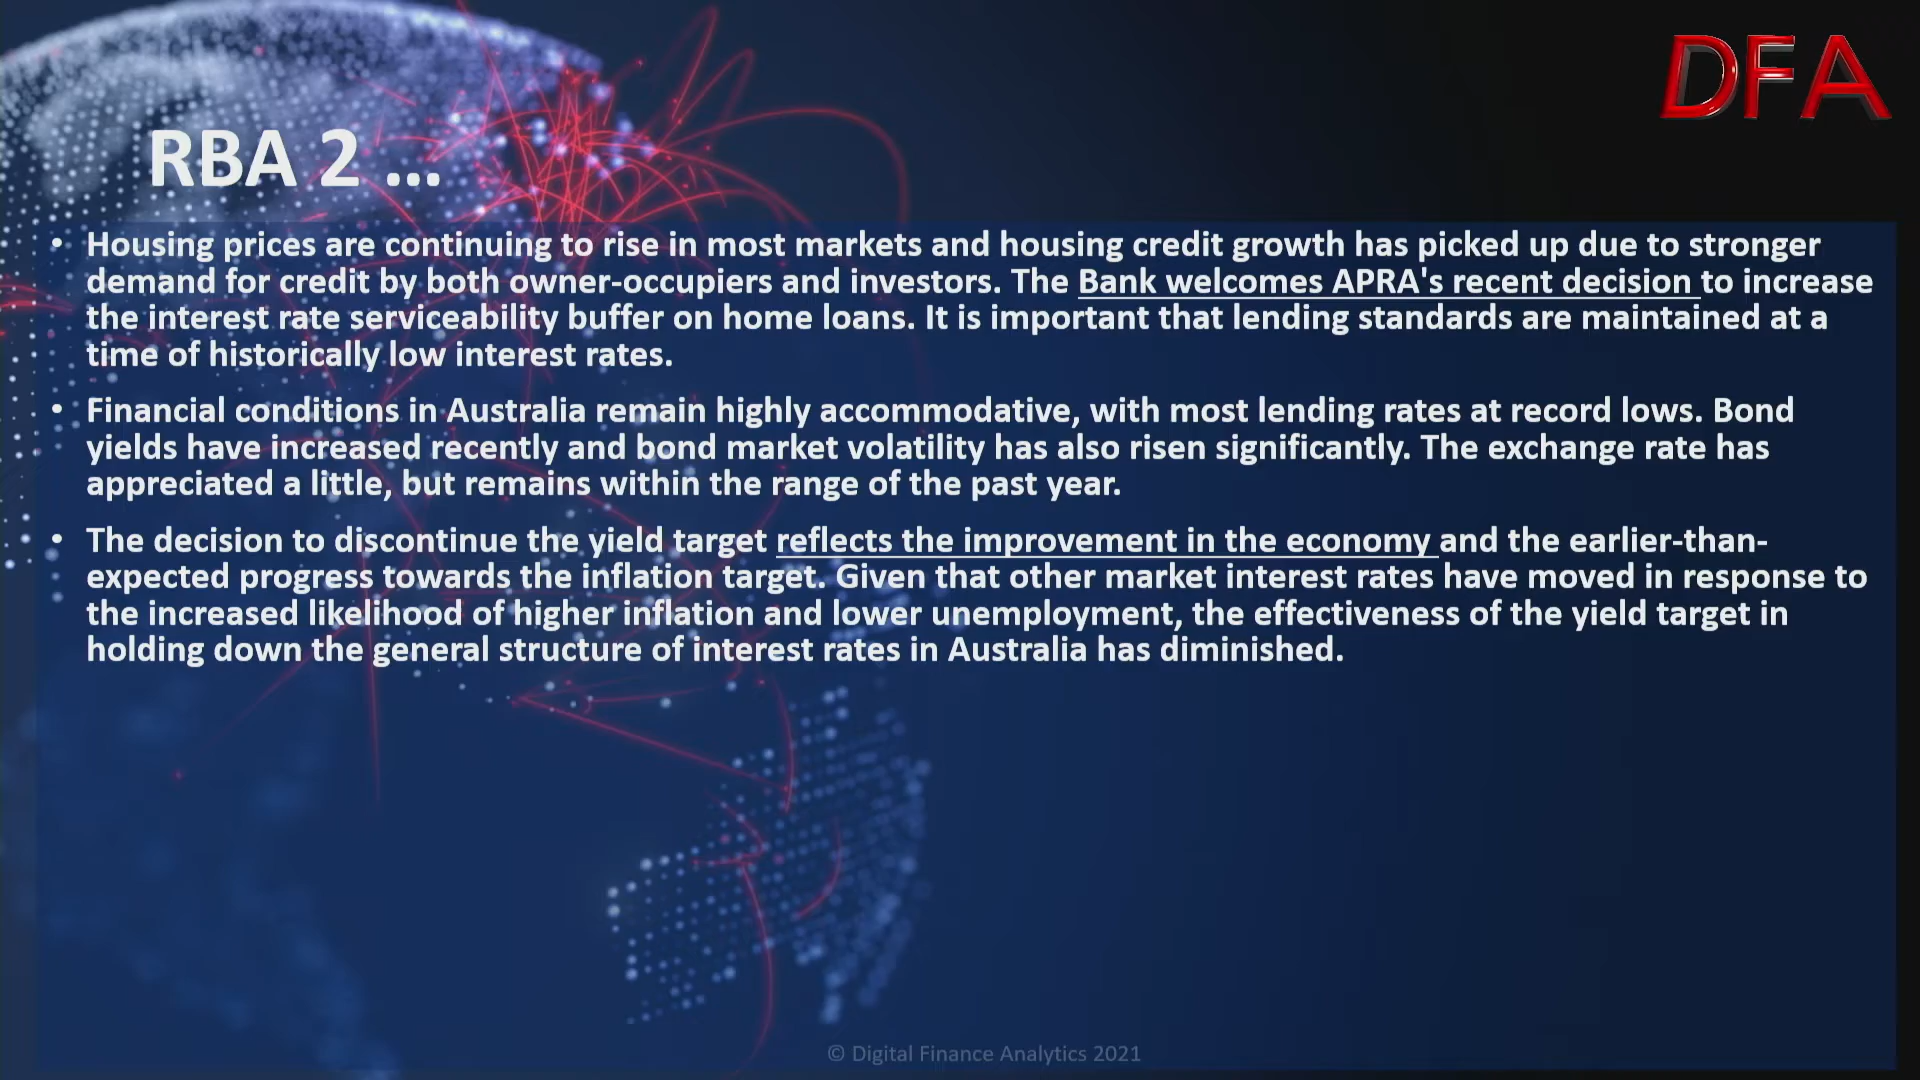 DFA
RBA 2 ...
• Housing prices are continuing to rise in most markets and housing credit growth has picked up due to stronger
demand for credit by both owner-occupiers and investors. The Bank welcomes APRA's recent decision to increase
the interest rate serviceability buffer on home loans. It is important that lending standards are maintained at a
time of historically low interest rates.
• Financial conditions in Australia remain highly accommodative, with most lending rates at record lows. Bond
yields have increased recently and bond market volatility has also risen significantly. The exchange rate has
appreciated a little, but remains within the range of the past year.
• The decision to discontinue the yield target reflects the improvement in the economy and the earlier-than-
expected progress towards the inflation target. Given that other market interest rates have moved in response to
the increased likelihood of higher inflation and lower unemployment, the effectiveness of the yield target in
holding down the general structure of interest rates in Australia has diminished.
© Digital Finance Analytics 2021